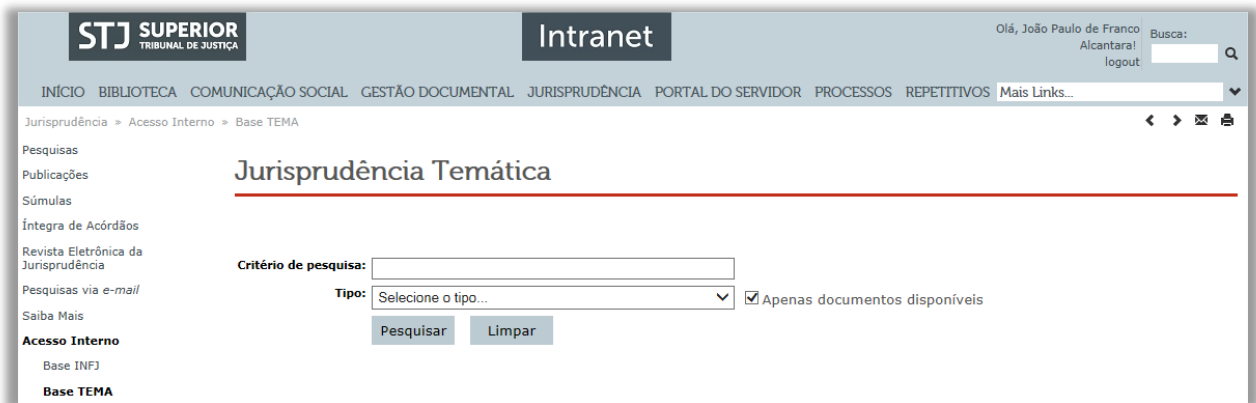 STJ SUPERIOR
TRIBUNAL DE JUSTIÇA
Intranet
Olá, João Paulo de Franco
Alcantara!
logout
Busca:
INÍCIO BIBLIOTECA COMUNICAÇÃO SOCIAL GESTÃO DOCUMENTAL JURISPRUDÊNCIA PORTAL DO SERVIDOR PROCESSOS REPETITIVOS Mais Links...
Jurisprudência » Acesso Interno » Base TEMA
Pesquisas
Publicações
Súmulas
Íntegra de Acórdãos
Revista Eletrônica da
Jurisprudência
Pesquisas via e-mail
Saiba Mais
Acesso Interno
Base INFJ
Base TEMA
Jurisprudência Temática
Critério de pesquisa:
Tipo: Selecione o tipo... Apenas documentos disponíveis
Pesquisar Limpar